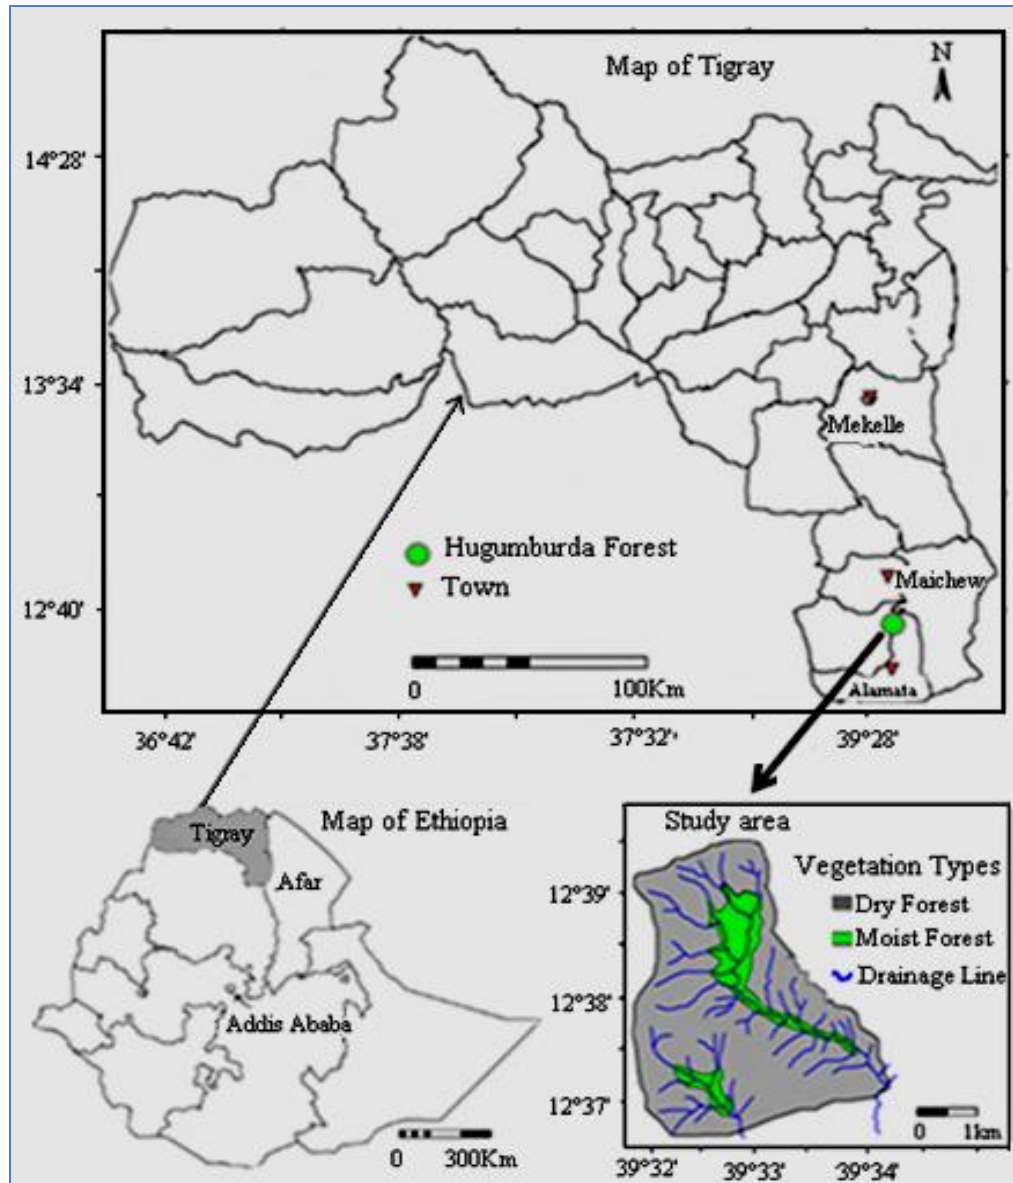 Map of Tigray
N
14°28'
13°34'
12°40'
Mekelle
Hugumburda Forest
Town
Maichew
Alamata
0 100Km
36°42' 37°38' 37°32' 39°28'
Map of Ethiopia
Tigray
Afar
Addis Ababa
0 300Km
Study area
Vegetation Types
Dry Forest
Moist Forest
Drainage Line
12°39'
12°38'
12°37'
0 1km
39°32' 39°33' 39°34'